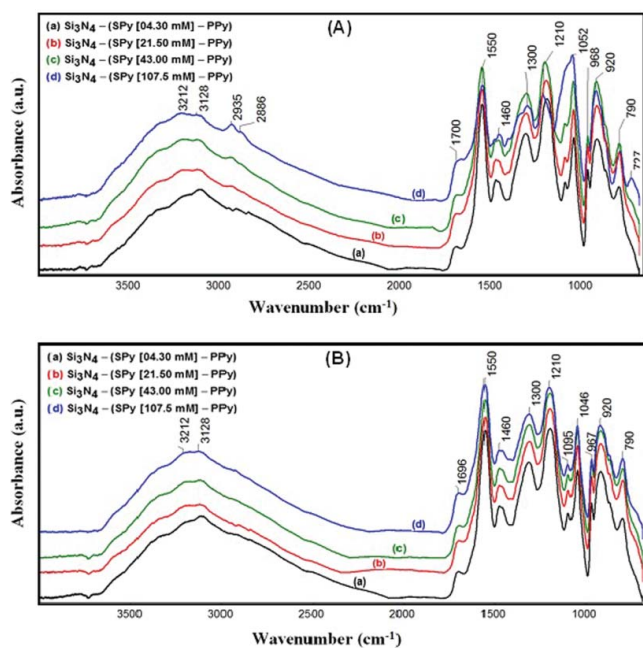 (a) Si3N4 – (SPy [04.30 mM] – PPy)
(b) Si3N4 – (SPy [21.50 mM] – PPy)
(c) Si3N4 – (SPy [43.00 mM] – PPy)
(d) Si3N4 – (SPy [107.5 mM] – PPy)
(A)
3212
3128
2935
2886
1700
1550
1460
1300
1210
1052
968
920
790
727
(d)
(c)
(b)
(a)
Absorbance (a.u.)
3500 3000 2500 2000 1500 1000
Wavenumber (cm-1)
(a) Si3N4 – (SPy [04.30 mM] – PPy)
(b) Si3N4 – (SPy [21.50 mM] – PPy)
(c) Si3N4 – (SPy [43.00 mM] – PPy)
(d) Si3N4 – (SPy [107.5 mM] – PPy)
(B)
3212
3128
1696
1550
1460
1300
1210
1095
1046
967
920
790
(d)
(c)
(b)
(a)
Absorbance (a.u.)
3500 3000 2500 2000 1500 1000
Wavenumber (cm-1)